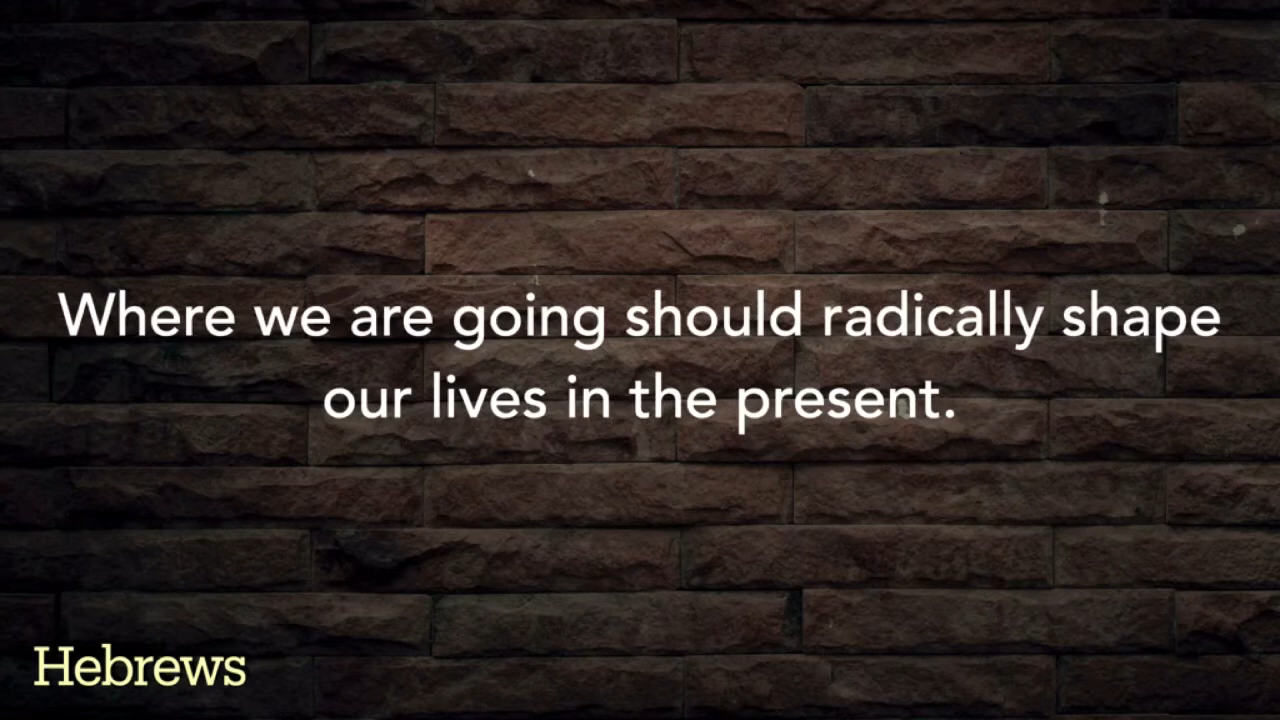 Where we are going should radically shape
our lives in the present.
Hebrews